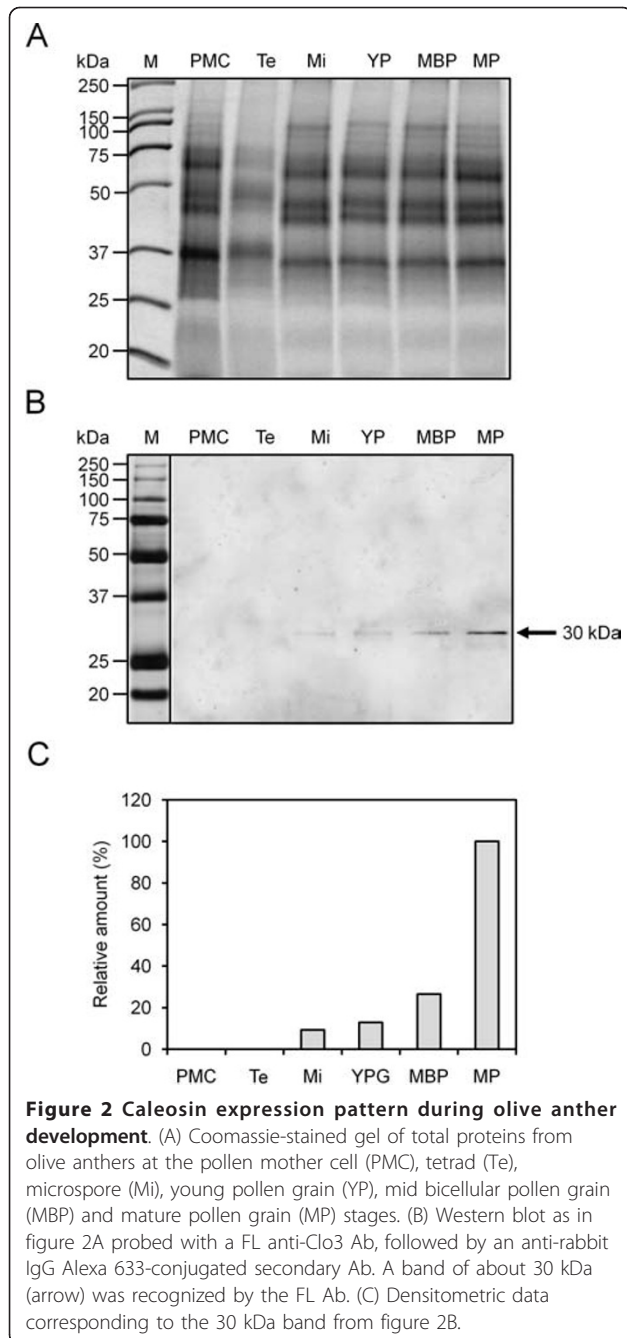 A
kDa M PMC Te Mi YP MBP MP
250
150
100
75
50
37
25
20
B
kDa M PMC Te Mi YP MBP MP
250
150
100
75
50
37
30 kDa
25
20
C
120
100
80
60
40
20
0
Relative amount (%)
PMC Te Mi YPG MBP MP
Figure 2 Caleosin expression pattern during olive anther
development. (A) Coomassie-stained gel of total proteins from
olive anthers at the pollen mother cell (PMC), tetrad (Te),
microspore (Mi), young pollen grain (YP), mid bicellular pollen grain
(MBP) and mature pollen grain (MP) stages. (B) Western blot as in
figure 2A probed with a FL anti-Clo3 Ab, followed by an anti-rabbit
IgG Alexa 633-conjugated secondary Ab. A band of about 30 kDa
(arrow) was recognized by the FL Ab. (C) Densitometric data
corresponding to the 30 kDa band from figure 2B.